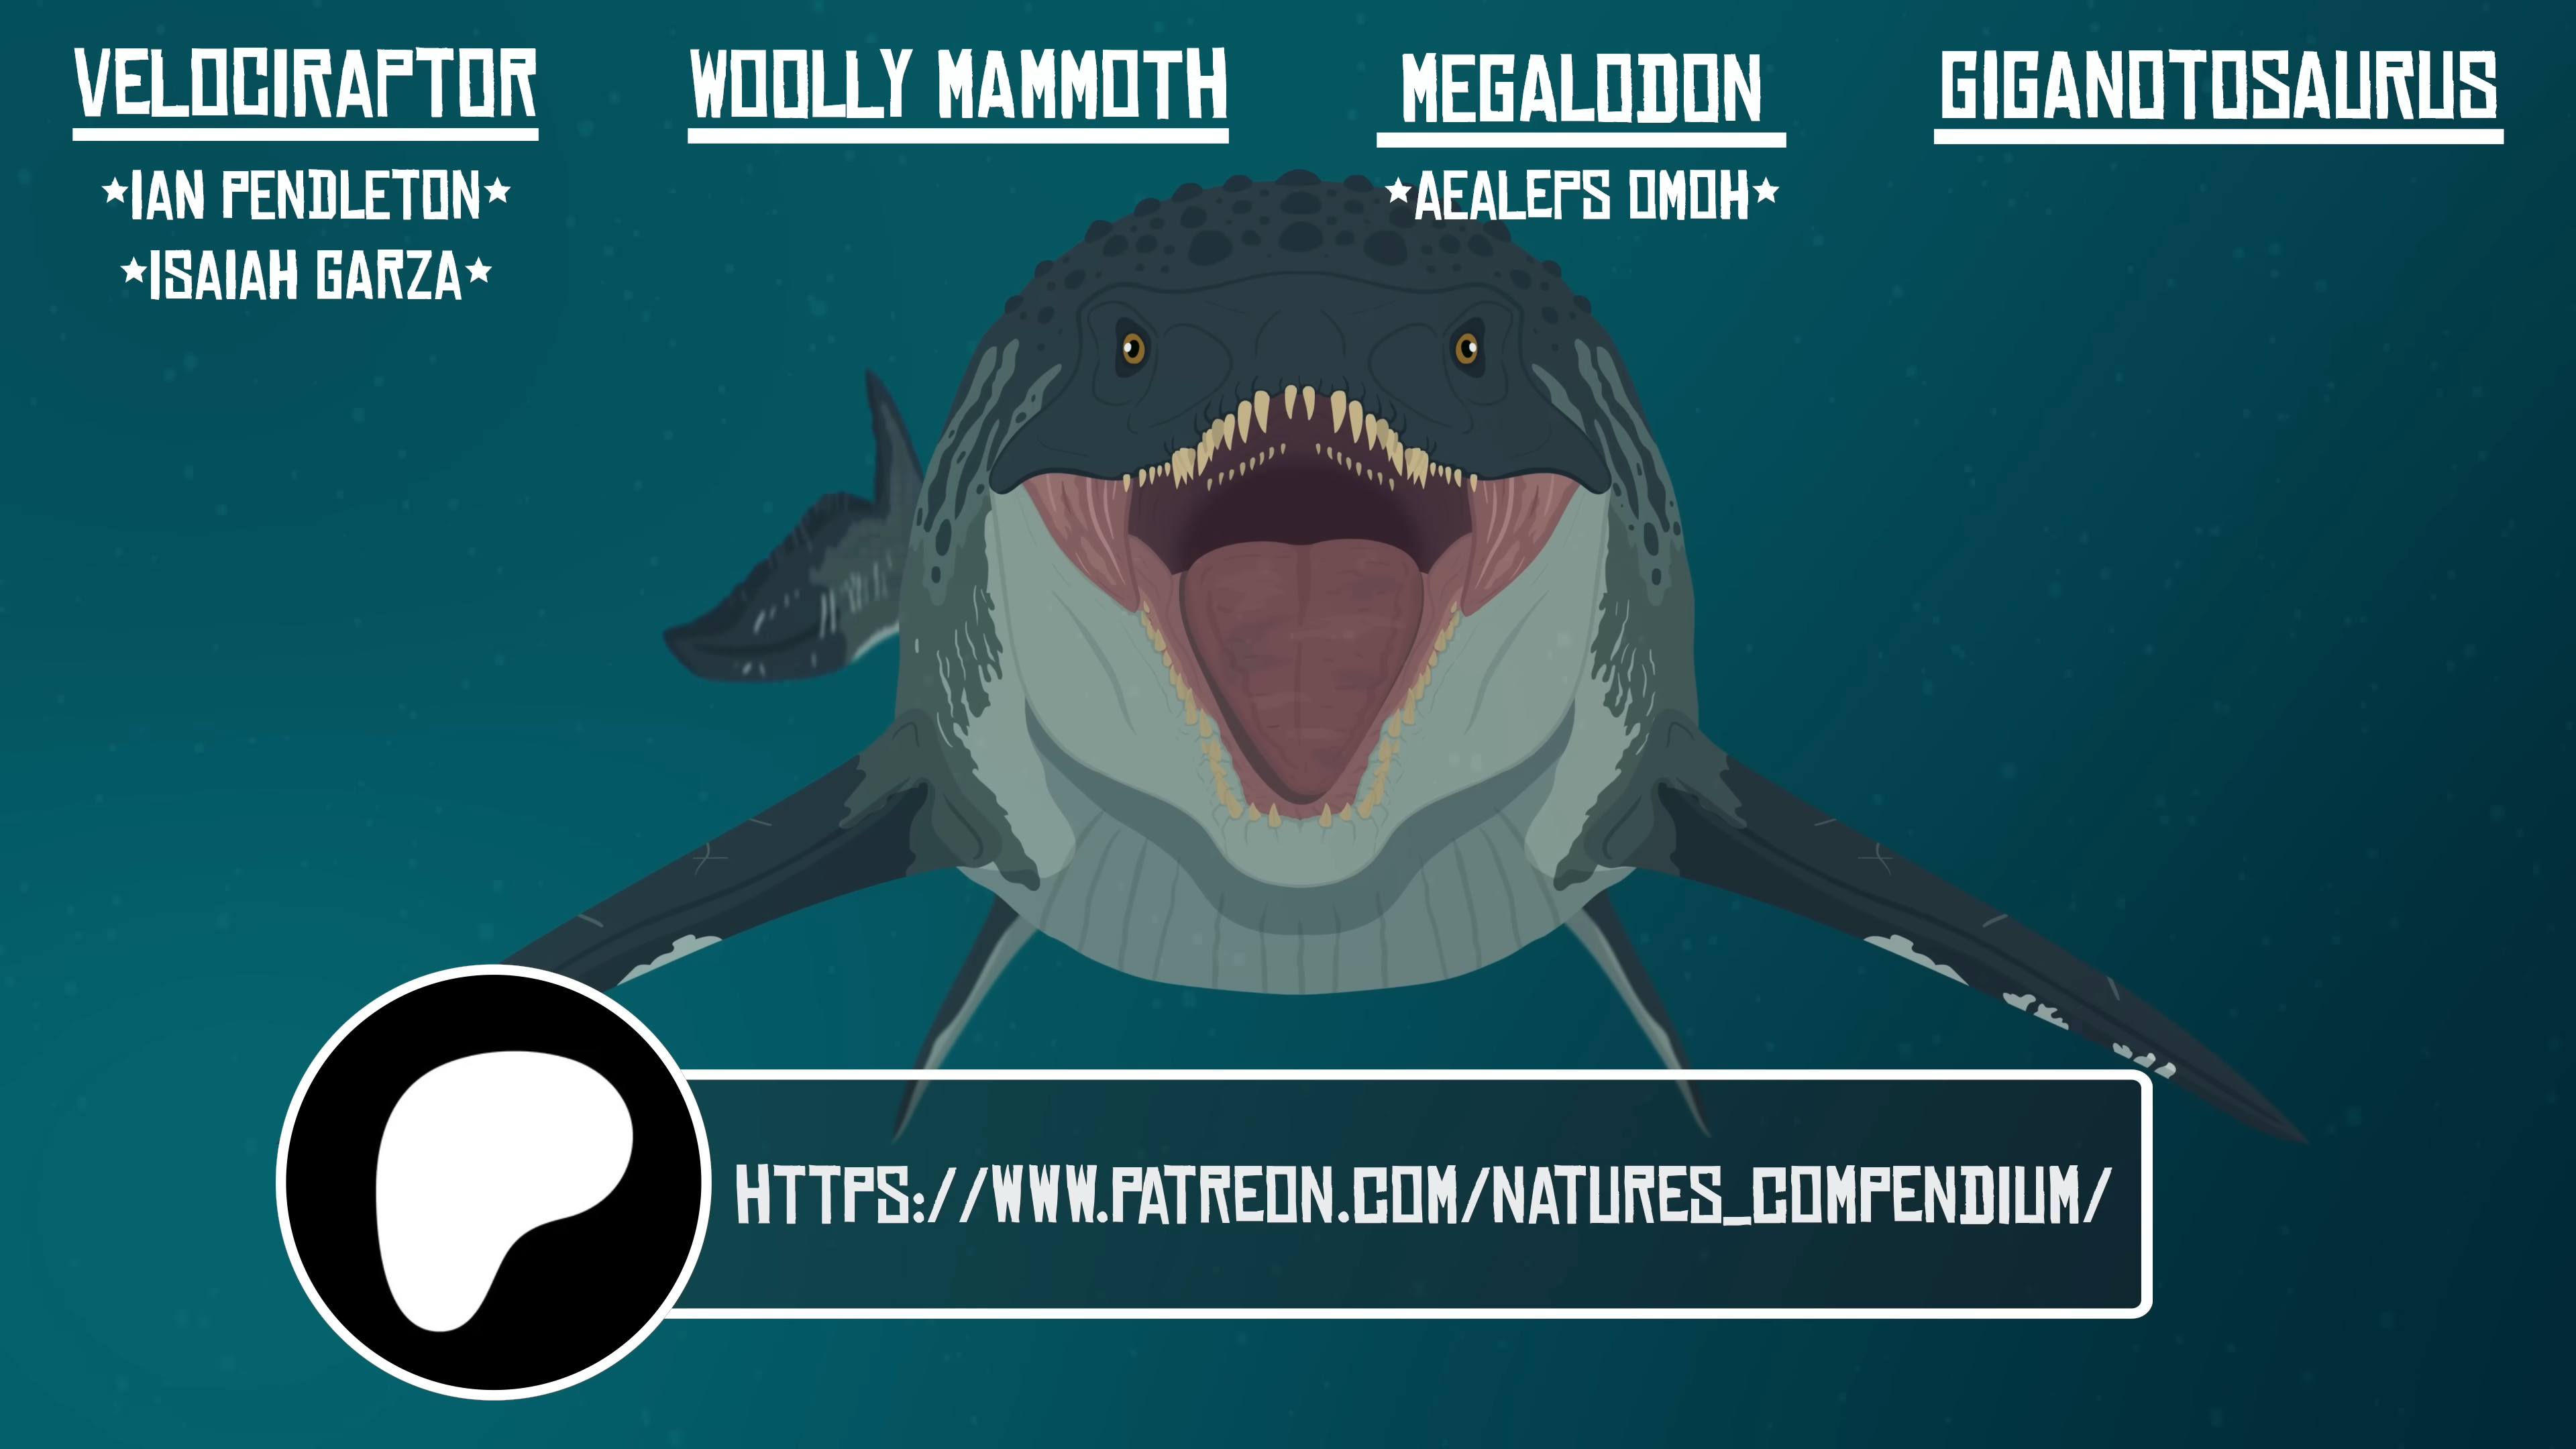 VELOCIRAPTOR
★IAN PENDLETON★
★ISAIAH GARZA★
WOOLLY MAMMOTH
MEGALODON
★AEALEPS OMOH★
GIGANOTOSAURUS
HTTPS://WWW.PATREON.COM/NATURES_COMPENDIUM/